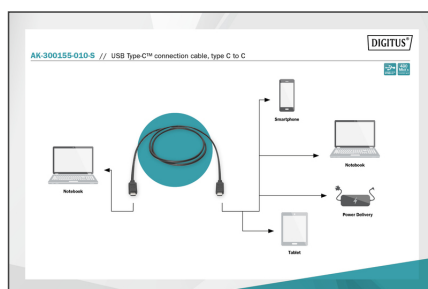 DIGITUS®
AK-300155-010-S // USB Type-C™ connection cable, type C to C
Smartphone
Notebook
Notebook
Power Delivery
Tablet